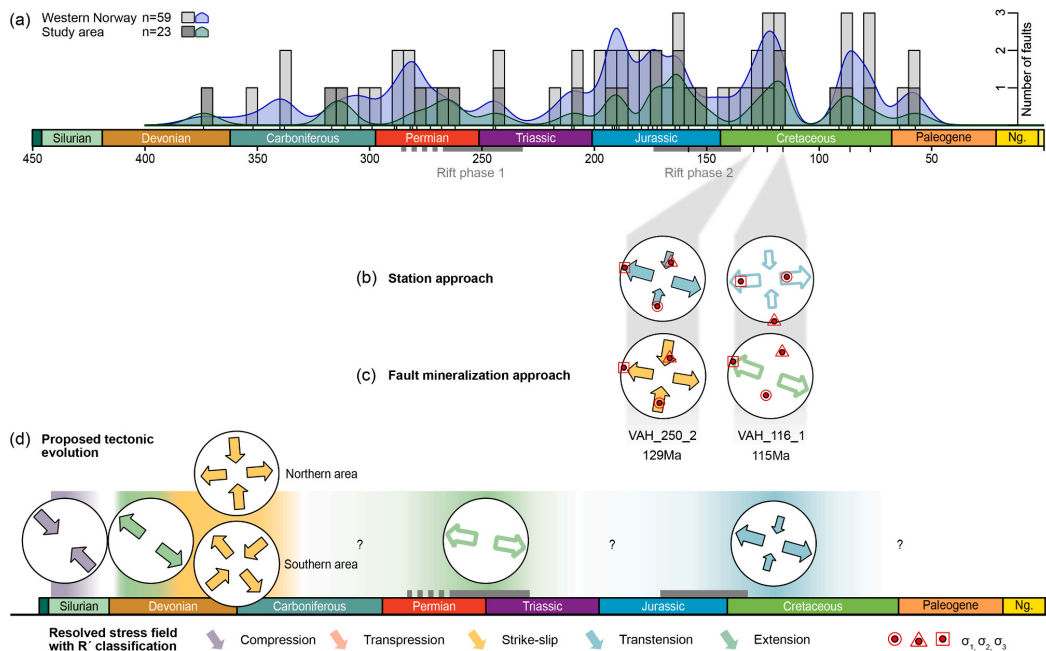 (a)
Western Norway n=59
Study area n=23
3
2
1
Number of faults
Silurian Devonian Carboniferous Permian Triassic Jurassic Cretaceous Paleogene Ng.
450 400 350 300 250 200 150 100 50
Rift phase 1 Rift phase 2
(b) Station approach
(c) Fault mineralization approach
VAH_250_2 VAH_116_1
129Ma 115Ma
(d) Proposed tectonic
evolution
Northern area
? ? ?
Southern area
Silurian Devonian Carboniferous Permian Triassic Jurassic Cretaceous Paleogene Ng.
Resolved stress field
with R´ classification
Compression Transpression Strike-slip Transtension Extension σ1, σ2, σ3